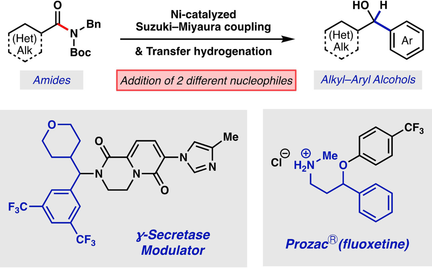 Ni-catalyzed
Suzuki–Miyaura coupling
& Transfer hydrogenation
Addition of 2 different nucleophiles
(Het)
Alk
O
N
Bn
Boc
Amides
HO
H
(Het)
Alk
Ar
Alkyl–Aryl Alcohols
O
O
N
N
N
N
Me
O
F3C
CF3
γ-Secretase
Modulator
Cl⊖
H2N
⊕
Me
O
CF3
Prozac®(fluoxetine)